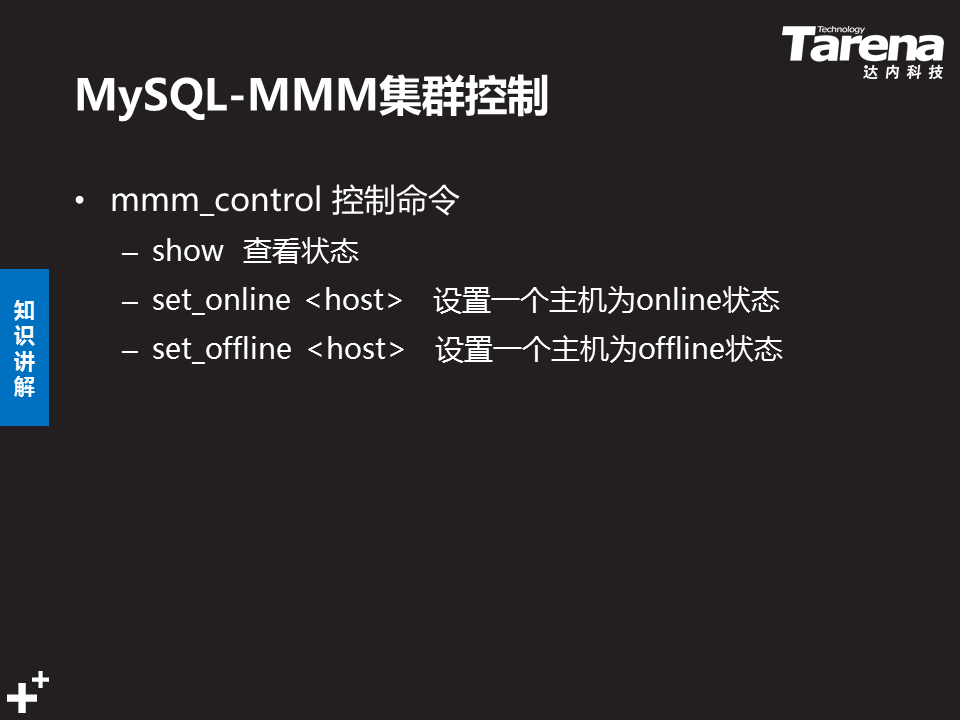 Technology
Tarena
达内科技
MySQL-MMM集群控制
• mmm_control 控制命令
– show 查看状态
– set_online <host> 设置一个主机为online状态
– set_offline <host> 设置一个主机为offline状态
知识讲解